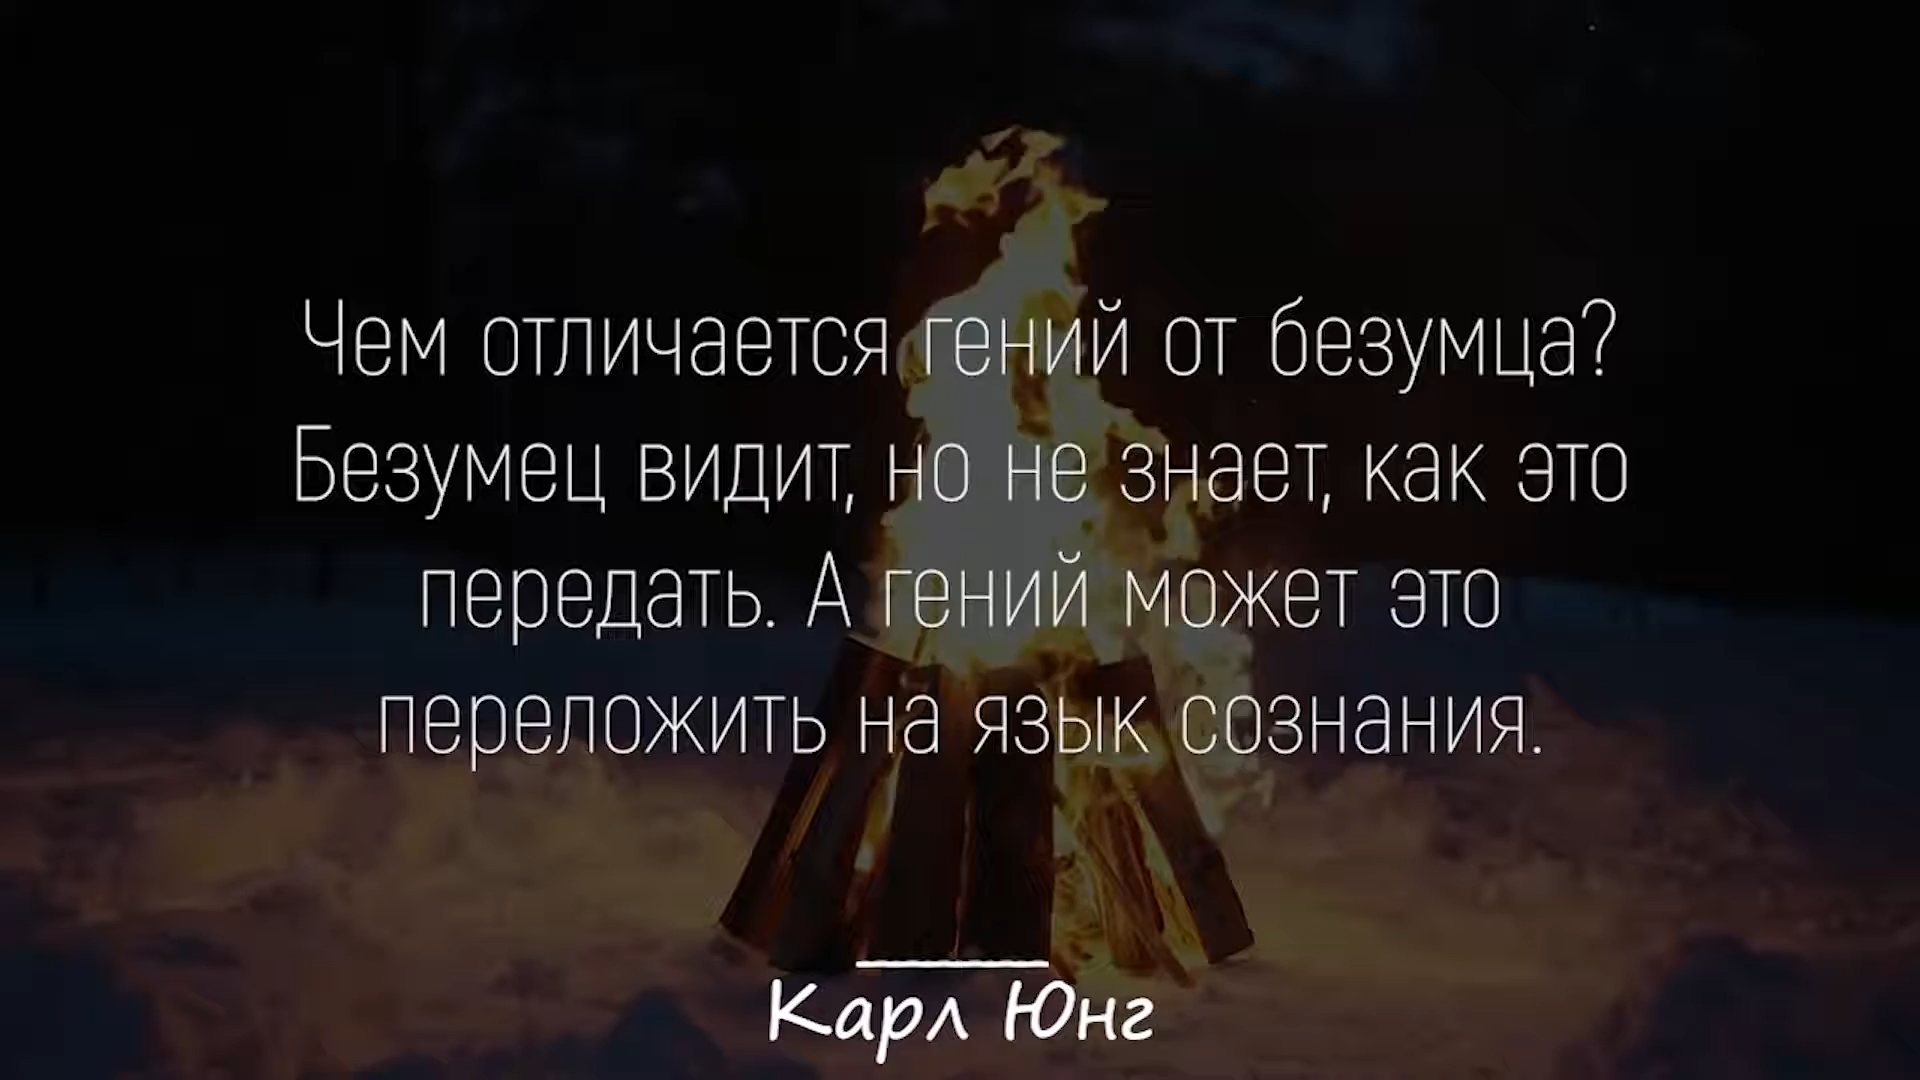 Чем отличается гений от безумца?
Безумец видит, но не знает, как это
передать. А гений может это
переложить на язык сознания.
Карл Юнг